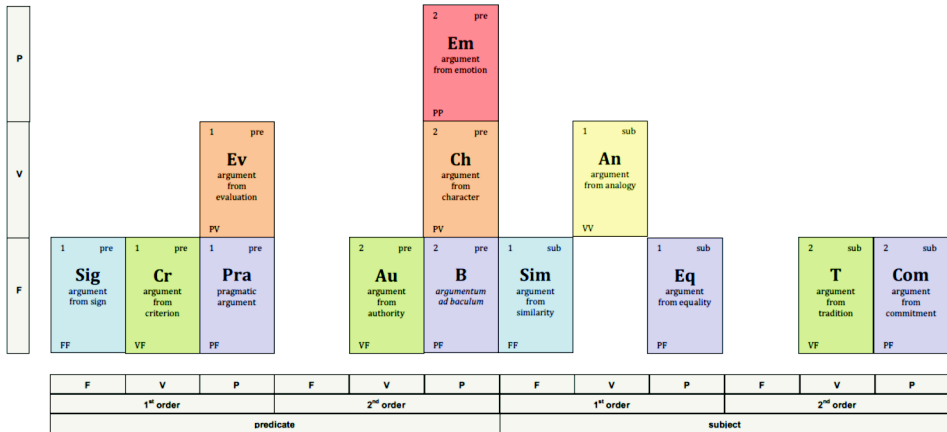 P
2 pre
Em
argument
from emotion
PP
V
1 pre
Ev
argument
from
evaluation
PV
2 pre
Ch
argument
from
character
PV
1 sub
An
argument
from analogy
VV
F
1 pre
Sig
argument
from sign
FF
1 pre
Cr
argument
from
criterion
VF
1 pre
Pra
pragmatic
argument
PF
2 pre
Au
argument
from
authority
VF
2 pre
B
argumentum
ad baculum
PF
1 sub
Sim
argument
from
similarity
FF
1 sub
Eq
argument
from equality
PF
2 sub
T
argument
from
tradition
VF
2 sub
Com
argument
from
commitment
PF
F V P F V P F V P F V P
1st order 2nd order 1st order 2nd order
predicate subject